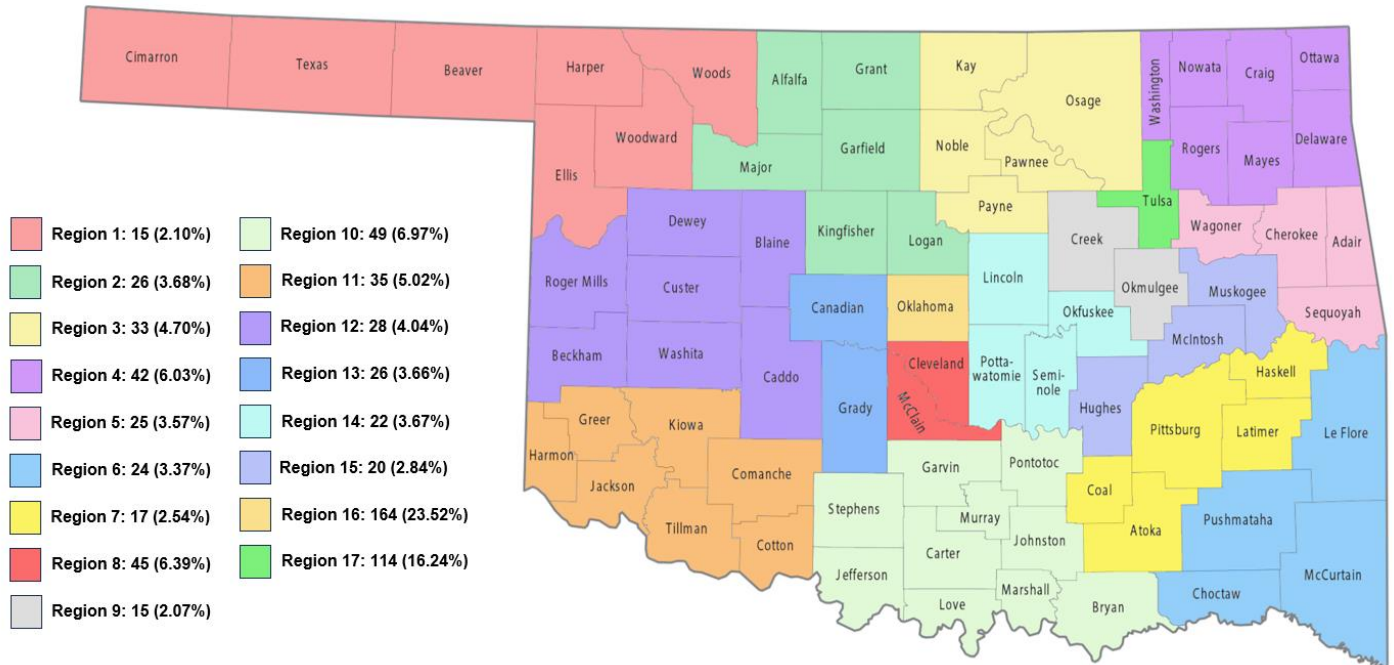 Cimarron
Texas
Beaver
Harper
Woods
Alfalfa
Grant
Kay
Osage
Washington
Nowata
Craig
Ottawa
Ellis
Woodward
Major
Garfield
Noble
Pawnee
Rogers
Mayes
Delaware
Payne
Tulsa
Dewey
Blaine
Kingfisher
Logan
Creek
Wagoner
Cherokee
Adair
Roger Mills
Custer
Canadian
Oklahoma
Lincoln
Okfuskee
Okmulgee
Muskogee
Sequoyah
Beckham
Washita
Caddo
Grady
Cleveland
McClain
Potta-
watomie
Semi-
nole
Hughes
McIntosh
Haskell
Pittsburg
Latimer
Le Flore
Harmon
Greer
Kiowa
Jackson
Comanche
Tillman
Cotton
Stephens
Garvin
Pontotoc
Coal
Atoka
Pushmataha
Murray
Carter
Johnston
Jefferson
Love
Marshall
Bryan
Choctaw
McCurtain
Region 1: 15 (2.10%)
Region 2: 26 (3.68%)
Region 3: 33 (4.70%)
Region 4: 42 (6.03%)
Region 5: 25 (3.57%)
Region 6: 24 (3.37%)
Region 7: 17 (2.54%)
Region 8: 45 (6.39%)
Region 9: 15 (2.07%)
Region 10: 49 (6.97%)
Region 11: 35 (5.02%)
Region 12: 28 (4.04%)
Region 13: 26 (3.66%)
Region 14: 22 (3.67%)
Region 15: 20 (2.84%)
Region 16: 164 (23.52%)
Region 17: 114 (16.24%)